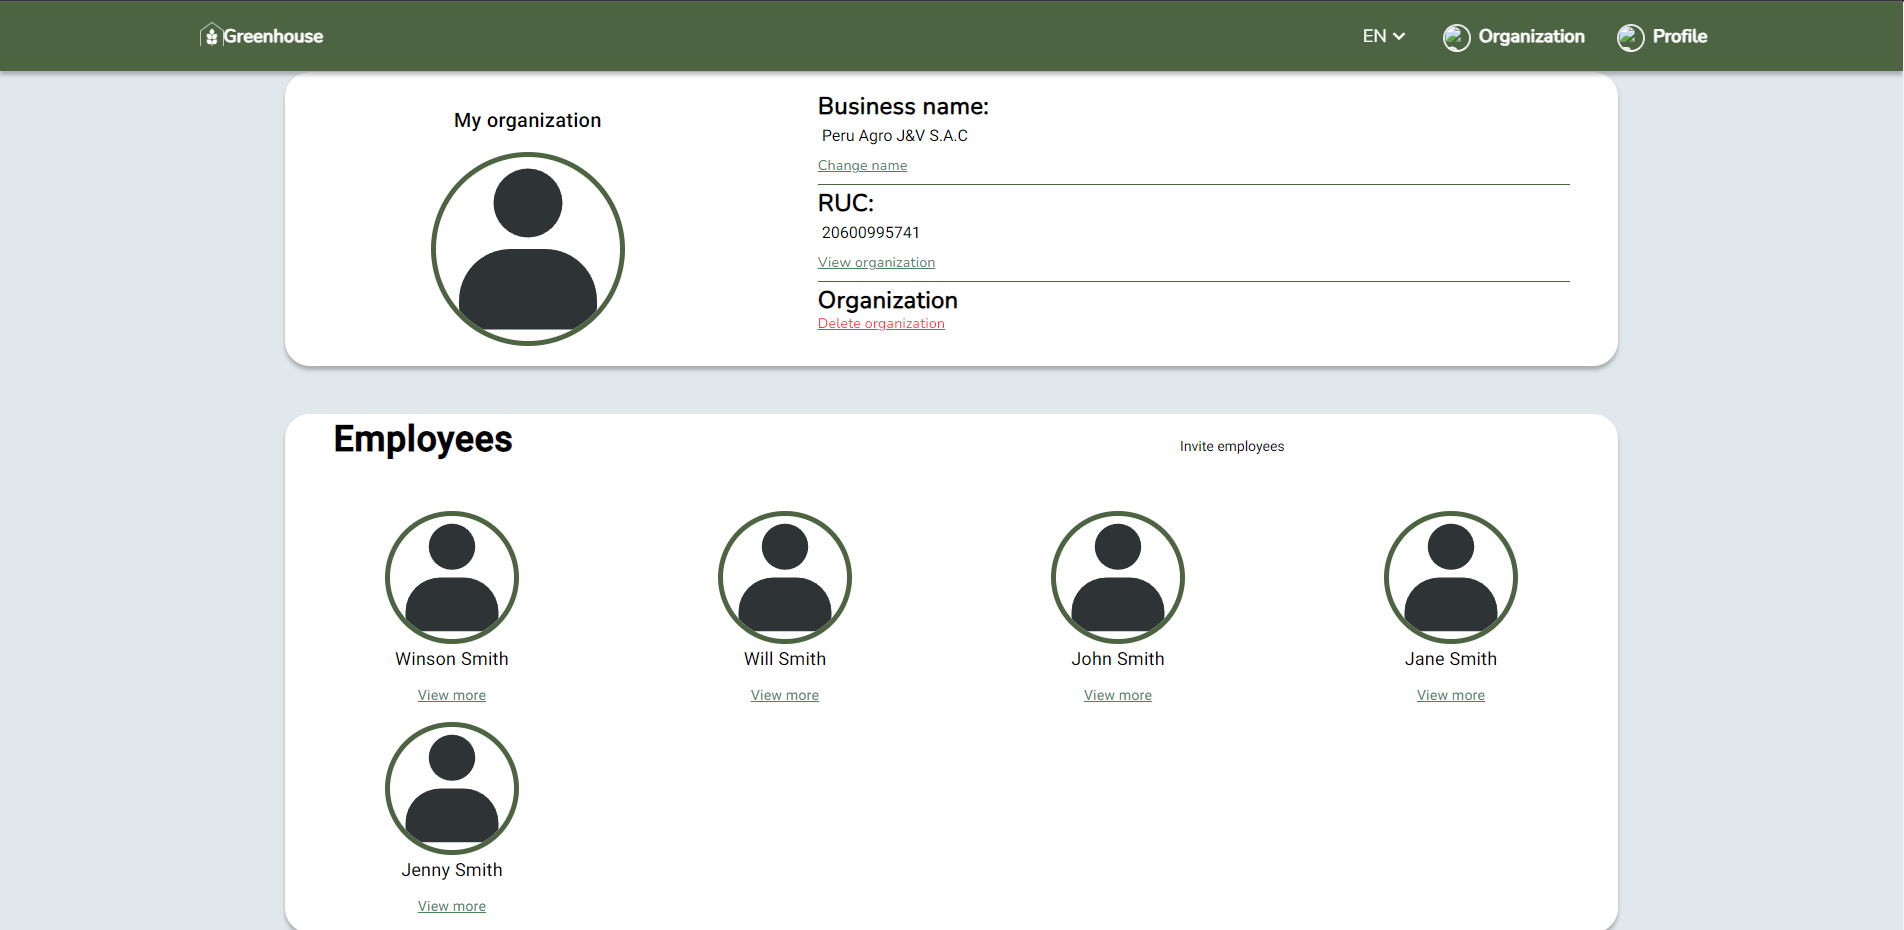 Greenhouse
EN
Organization
Profile
My organization
Business name:
Peru Agro J&V S.A.C
Change name
RUC:
20600995741
View organization
Organization
Delete organization
Employees
Invite employees
Winson Smith
Will Smith
John Smith
Jane Smith
View more
View more
View more
View more
Jenny Smith
View more